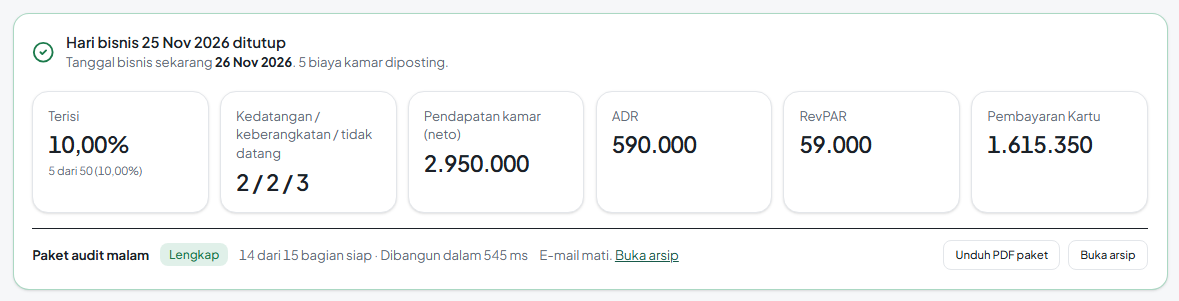 Hari bisnis 25 Nov 2026 ditutup
Tanggal bisnis sekarang 26 Nov 2026. 5 biaya kamar diposting.
Terisi
10,00%
5 dari 50 (10,00%)
Kedatangan /
keberangkatan / tidak
datang
2 / 2 / 3
Pendapatan kamar
(neto)
2.950.000
ADR
590.000
RevPAR
59.000
Pembayaran Kartu
1.615.350
Paket audit malam Lengkap 14 dari 15 bagian siap · Dibangun dalam 545 ms E-mail mati. Buka arsip Unduh PDF paket Buka arsip